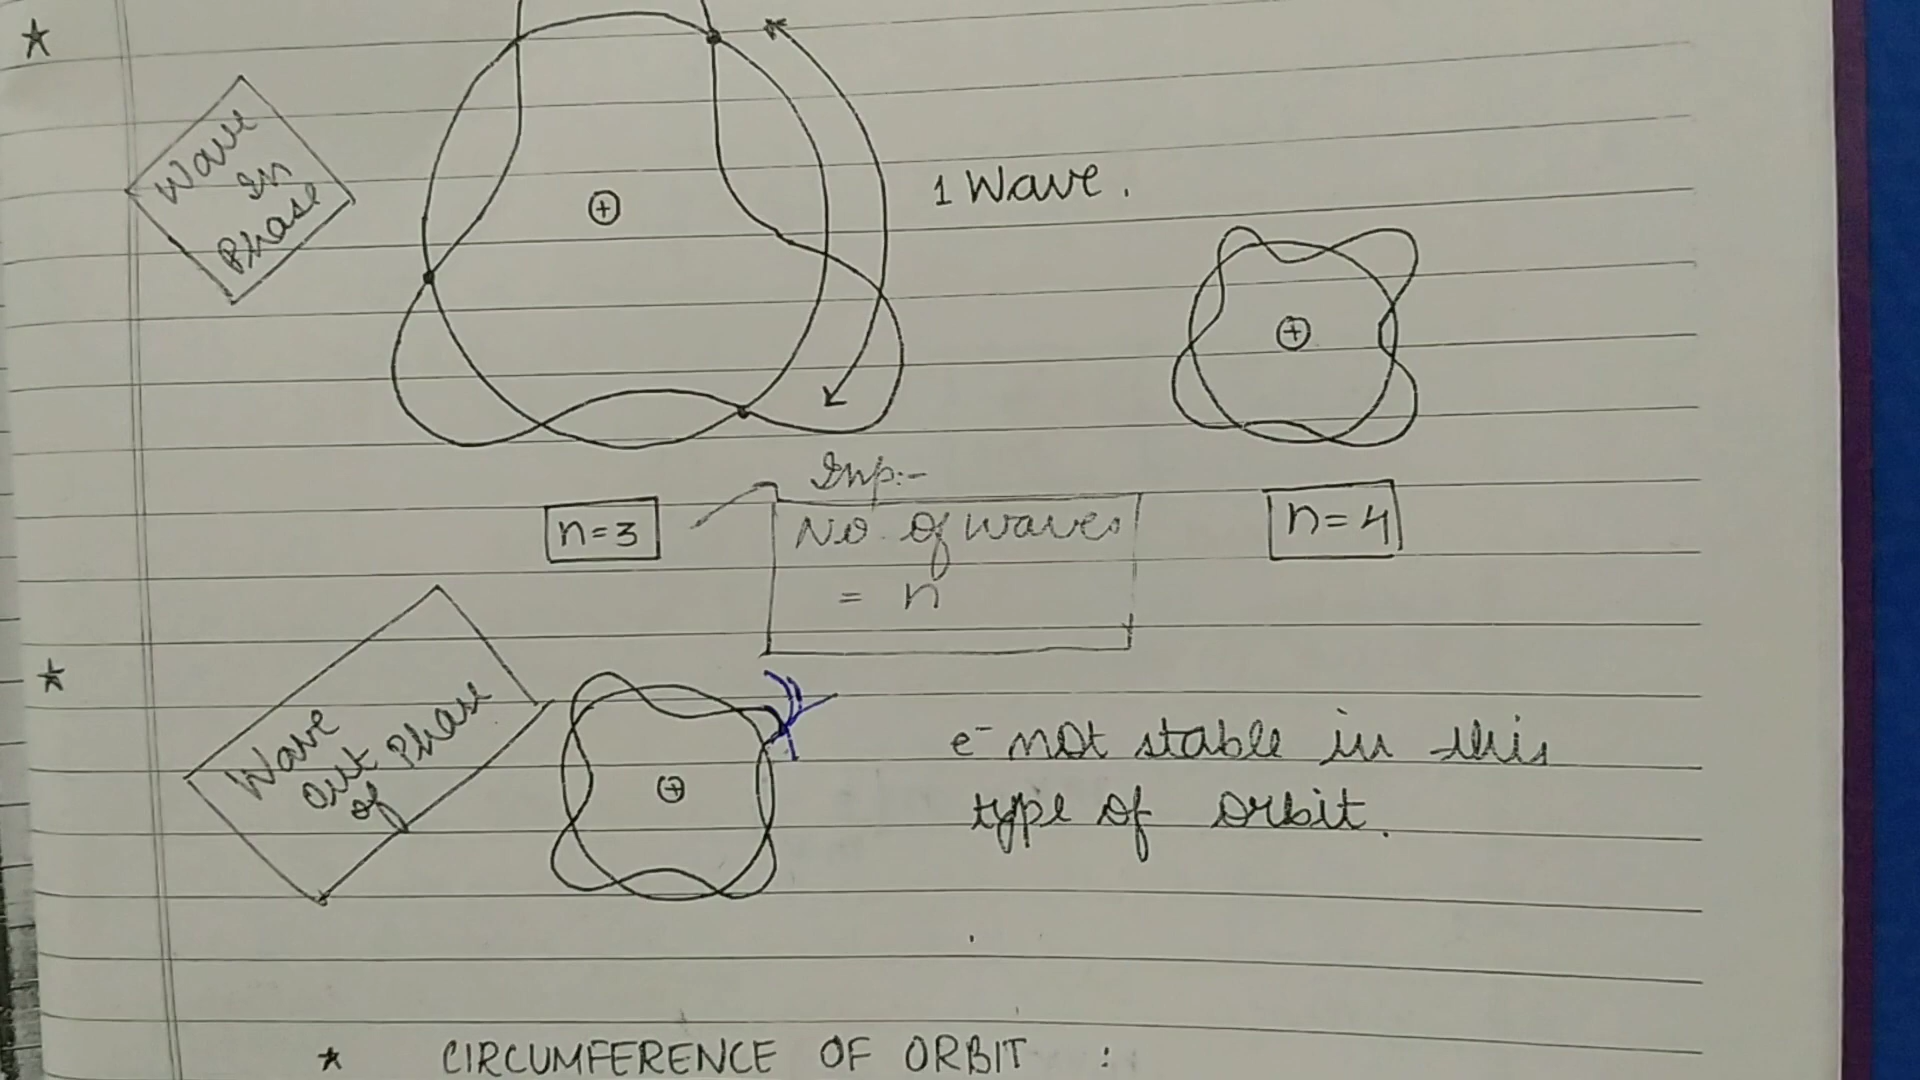 Wave
In
Phase
+
1 Wave.
+
Imp:-
n=3
No. of waves
= n
n=4
Wave
Out Phase
of
+
e- not stable in this
type of orbit.
CIRCUMFERENCE OF ORBIT :